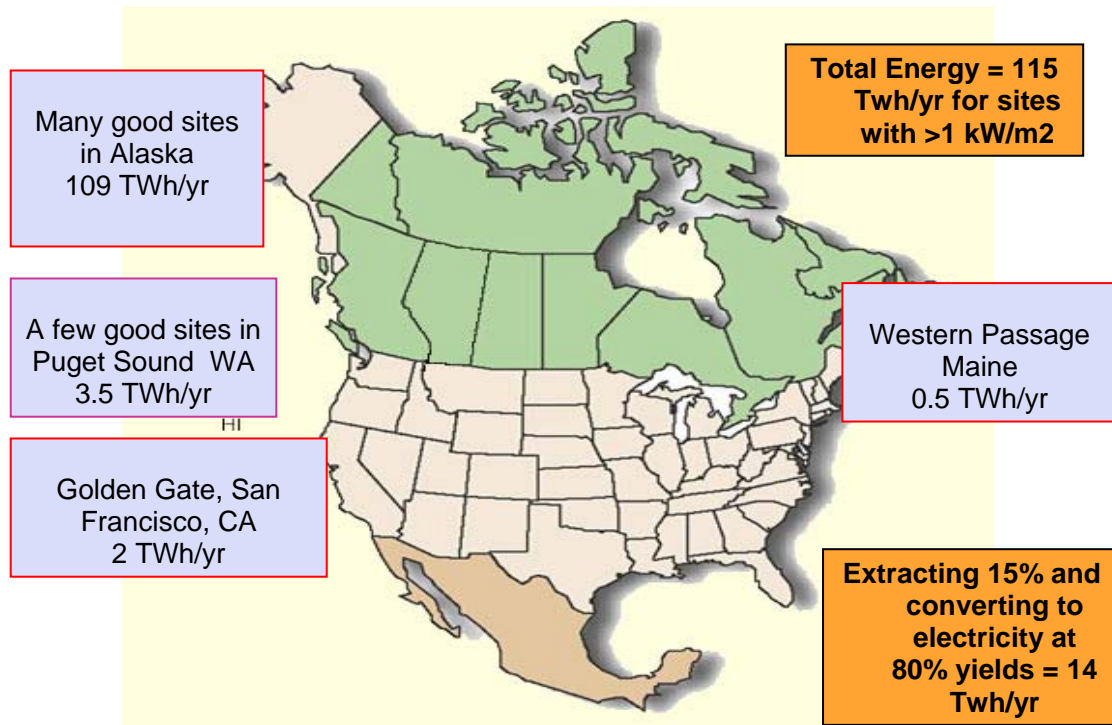 Many good sites
in Alaska
109 TWh/yr
Total Energy = 115
Twh/yr for sites
with >1 kW/m2
A few good sites in
Puget Sound  WA
3.5 TWh/yr
HI
Western Passage
Maine
0.5 TWh/yr
Golden Gate, San
Francisco, CA
2 TWh/yr
Extracting 15% and
converting to
electricity at
80% yields = 14
Twh/yr